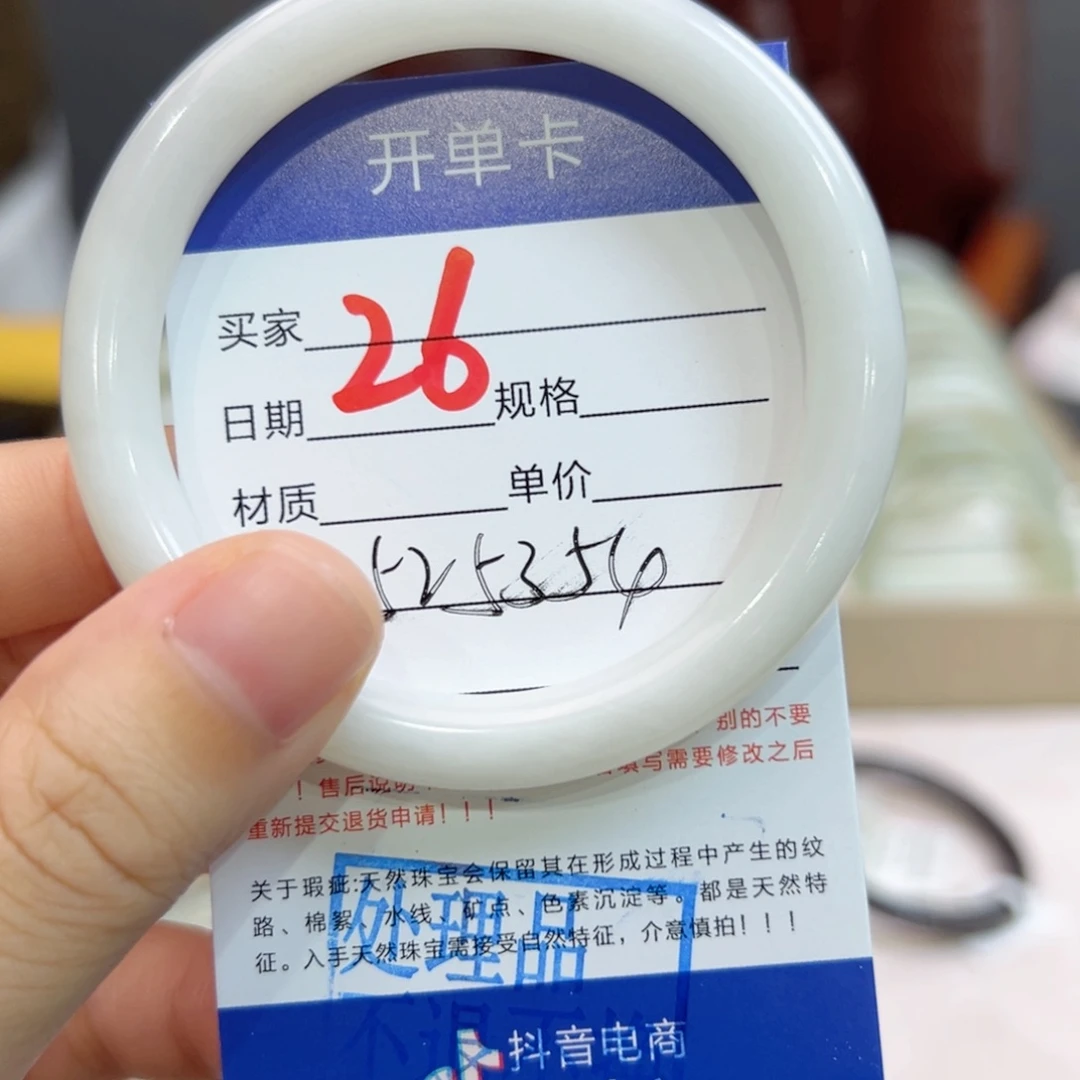 开单卡
买家
26
日期 规格
材质 单价
525354
别的不要
填写需要修改之后
！售后说明
重新提交退货申请！！！
关于瑕疵:天然珠宝会保留其在形成过程中产生的纹
路、棉絮、水线、矿点、色素沉淀等。都是天然特
征。入手天然珠宝需接受自然特征，介意慎拍！！！
处理品
不退
抖音电商